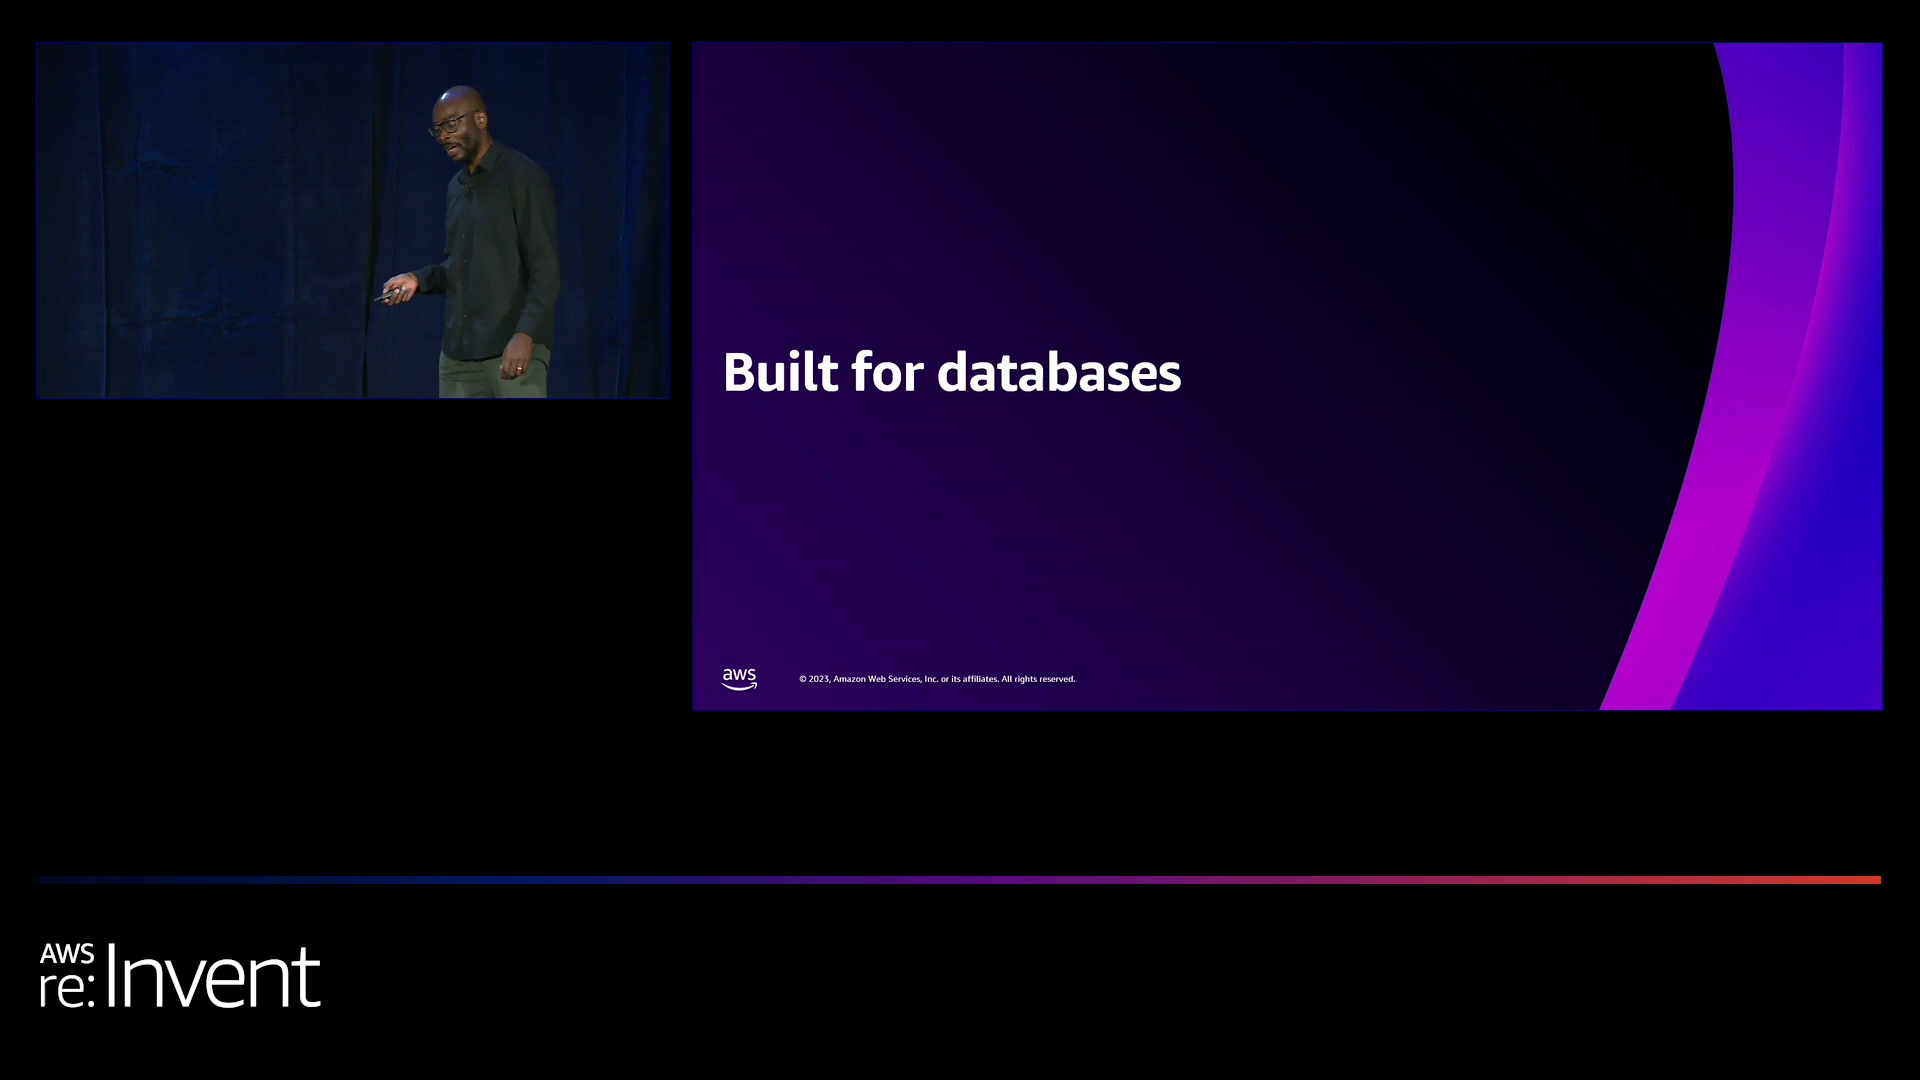 Built for databases
aws
© 2023, Amazon Web Services, Inc. or its affiliates. All rights reserved.
AWS
re:Invent